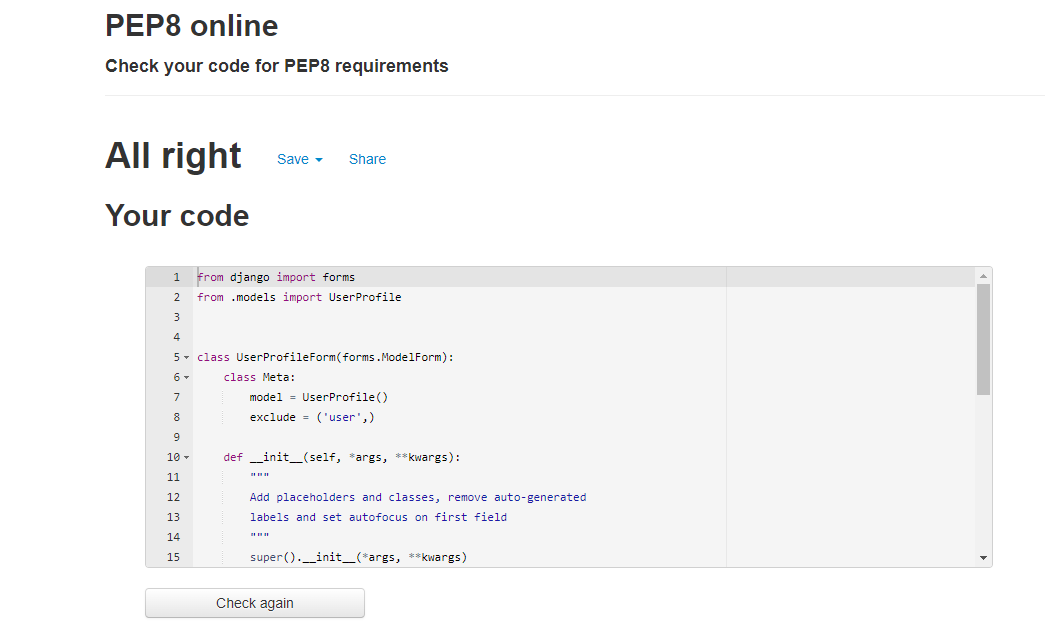 PEP8 online
Check your code for PEP8 requirements
All right
Save
Share
Your code
1 from django import forms
2 from .models import UserProfile
3
4
5 class UserProfileForm(forms.ModelForm):
6     class Meta:
7         model = UserProfile()
8         exclude = ('user',)
9
10     def __init__(self, *args, **kwargs):
11         """
12         Add placeholders and classes, remove auto-generated
13         labels and set autofocus on first field
14         """
15         super().__init__(*args, **kwargs)
Check again